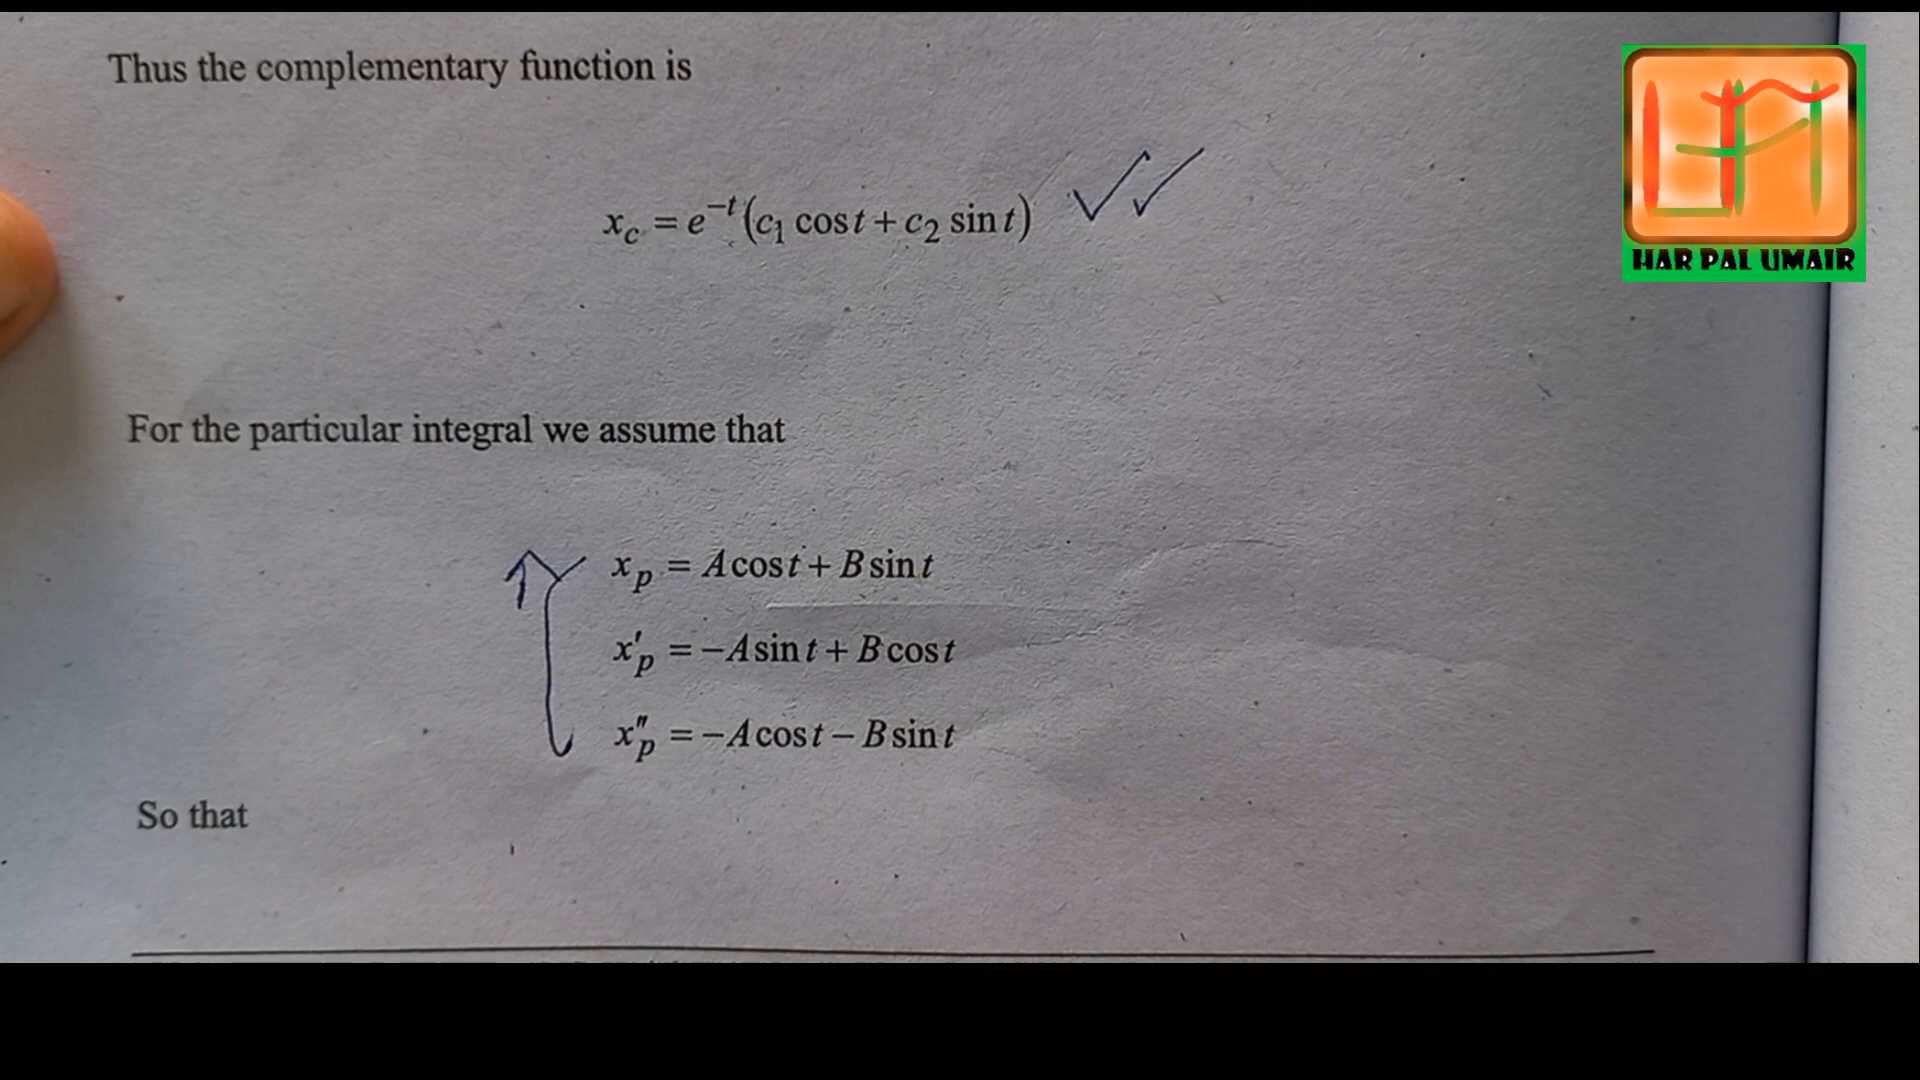 Thus the complementary function is
HAR PAL UMAIR
x_c = e^{-t}(c_1 cos t + c_2 sin t)
For the particular integral we assume that
x_p = A cos t + B sin t
x'_p = −A sin t + B cos t
x''_p = −A cos t − B sin t
So that